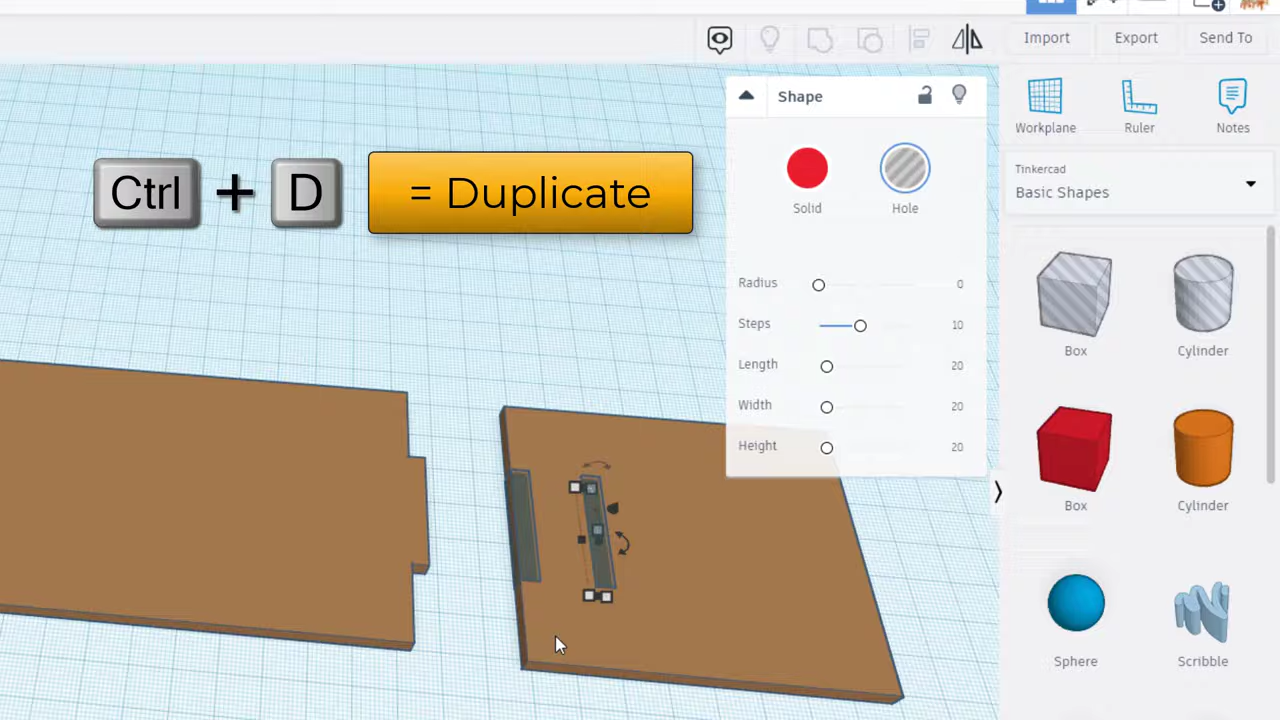 Import Export Send To
Shape
Workplane Ruler Notes
Ctrl + D = Duplicate
Solid Hole
Tinkercad
Basic Shapes
Radius 0
Steps 10
Length 20
Width 20
Height 20
Box Cylinder
Box Cylinder
Sphere Scribble